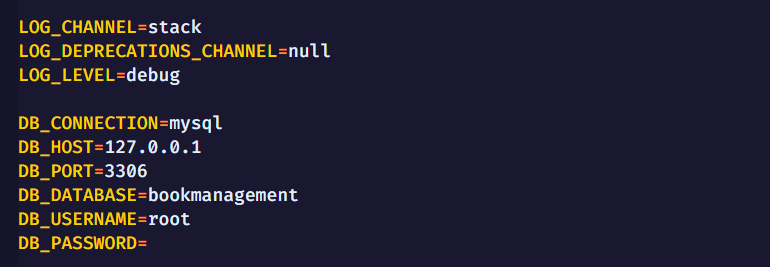 LOG_CHANNEL=stack
LOG_DEPRECATIONS_CHANNEL=null
LOG_LEVEL=debug
DB_CONNECTION=mysql
DB_HOST=127.0.0.1
DB_PORT=3306
DB_DATABASE=bookmanagement
DB_USERNAME=root
DB_PASSWORD=